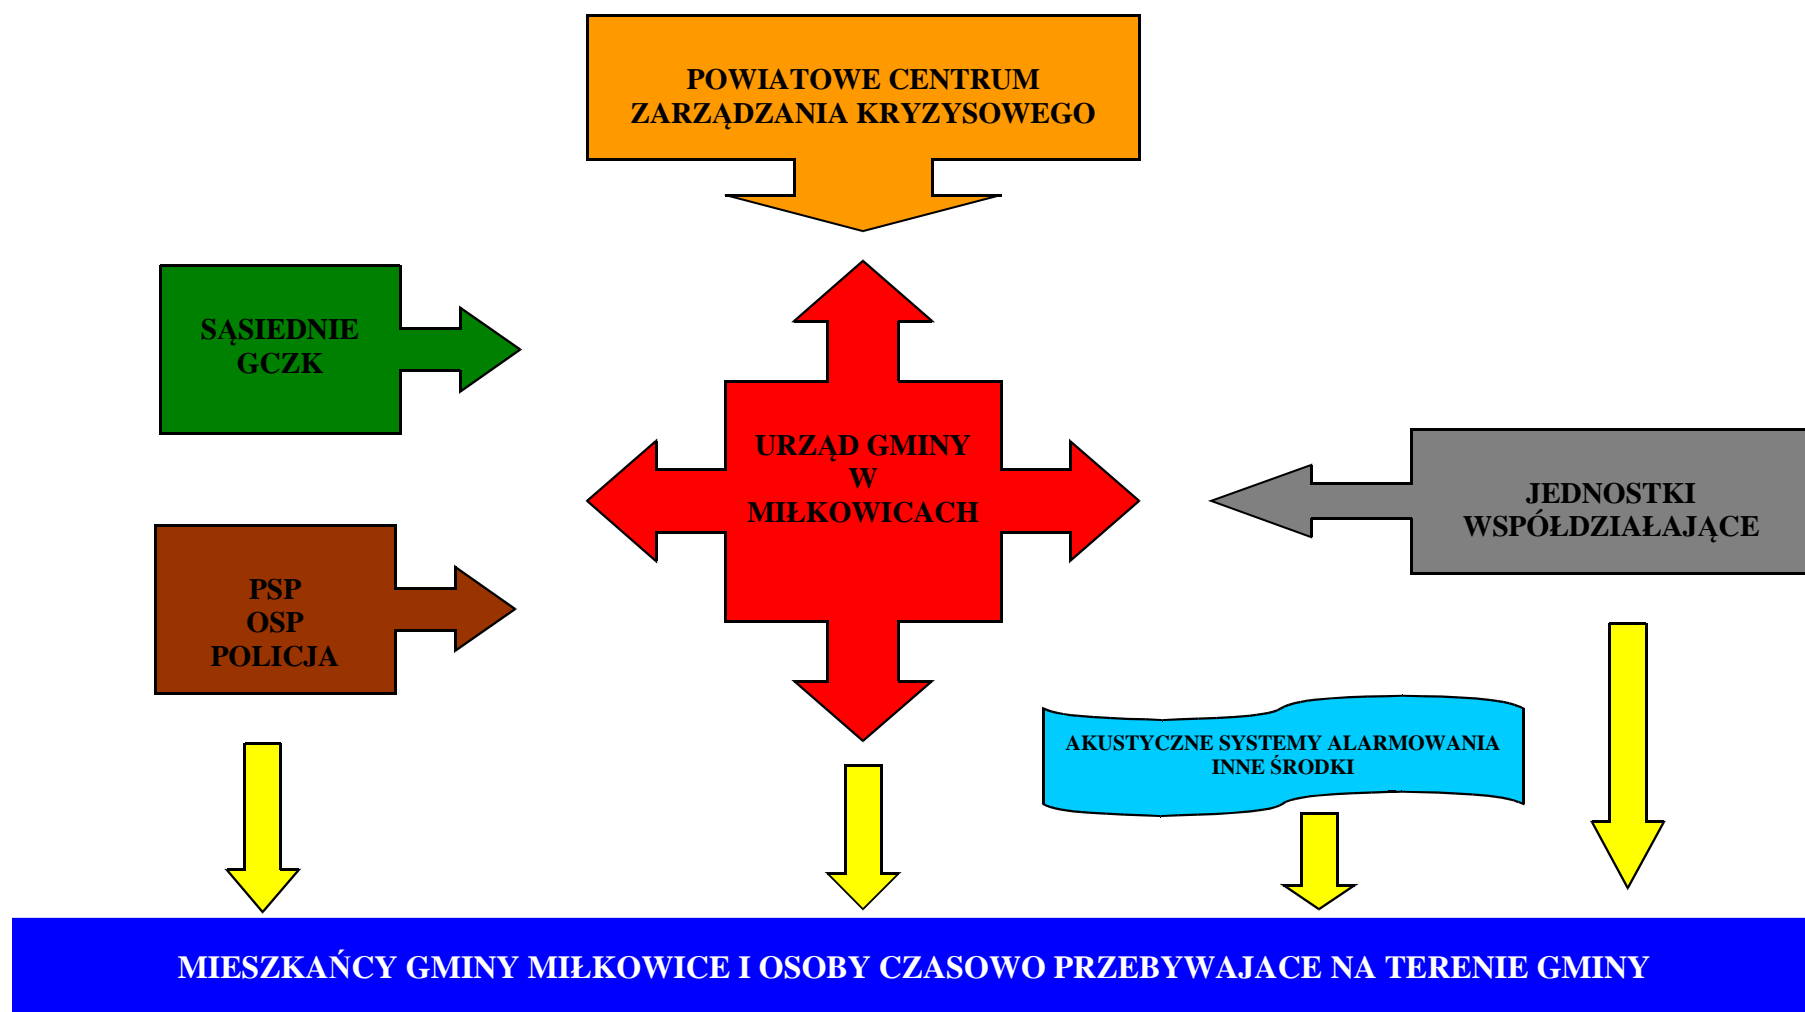 POWIATOWE CENTRUM
ZARZĄDZANIA KRYZYSOWEGO
SĄSIEDNIE
GCZK
URZĄD GMINY
W
MIŁKOWICACH
JEDNOSTKI
WSPÓŁDZIAŁAJĄCE
PSP
OSP
POLICJA
AKUSTYCZNE SYSTEMY ALARMOWANIA
INNE ŚRODKI
MIESZKAŃCY GMINY MIŁKOWICE I OSOBY CZASOWO PRZEBYWAJACE NA TERENIE GMINY